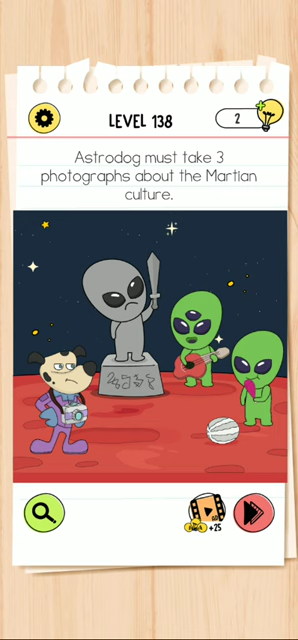 LEVEL 138
2
Astrodog must take 3
photographs about the Martian
culture.
+25